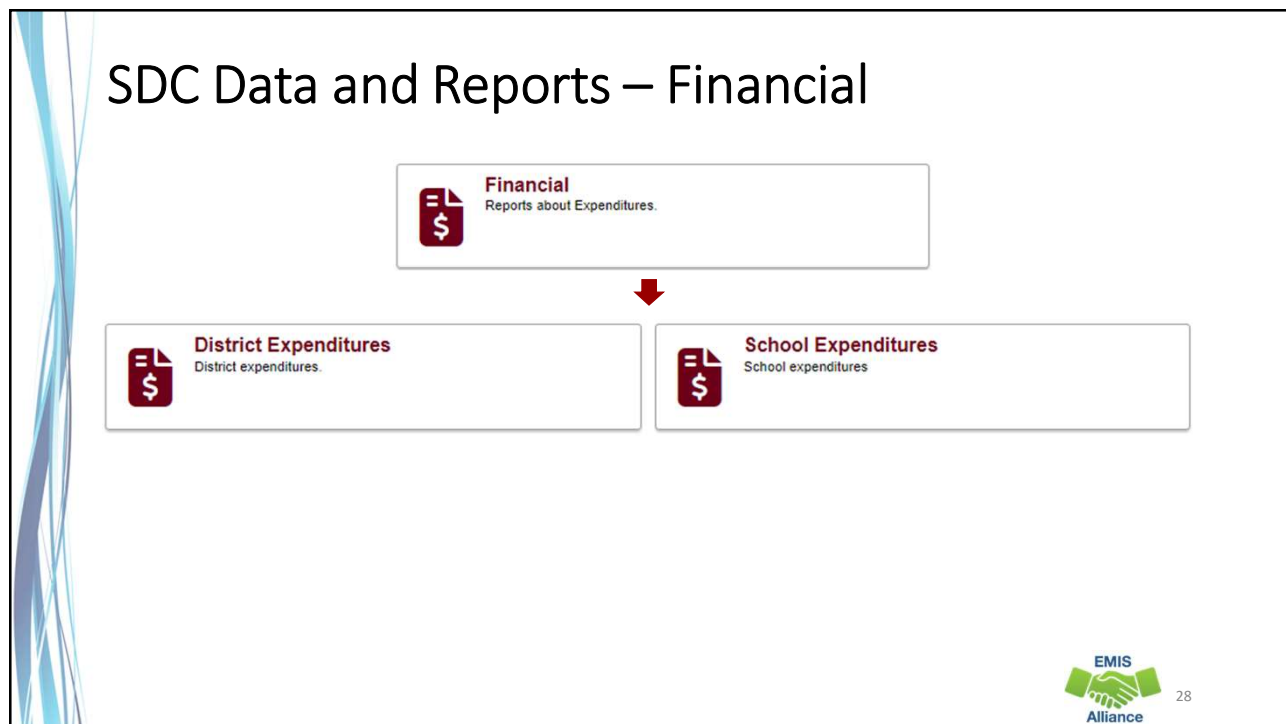 SDC Data and Reports – Financial
Financial
Reports about Expenditures.
$
District Expenditures
District expenditures.
$
School Expenditures
School expenditures
$
EMIS
Alliance
28